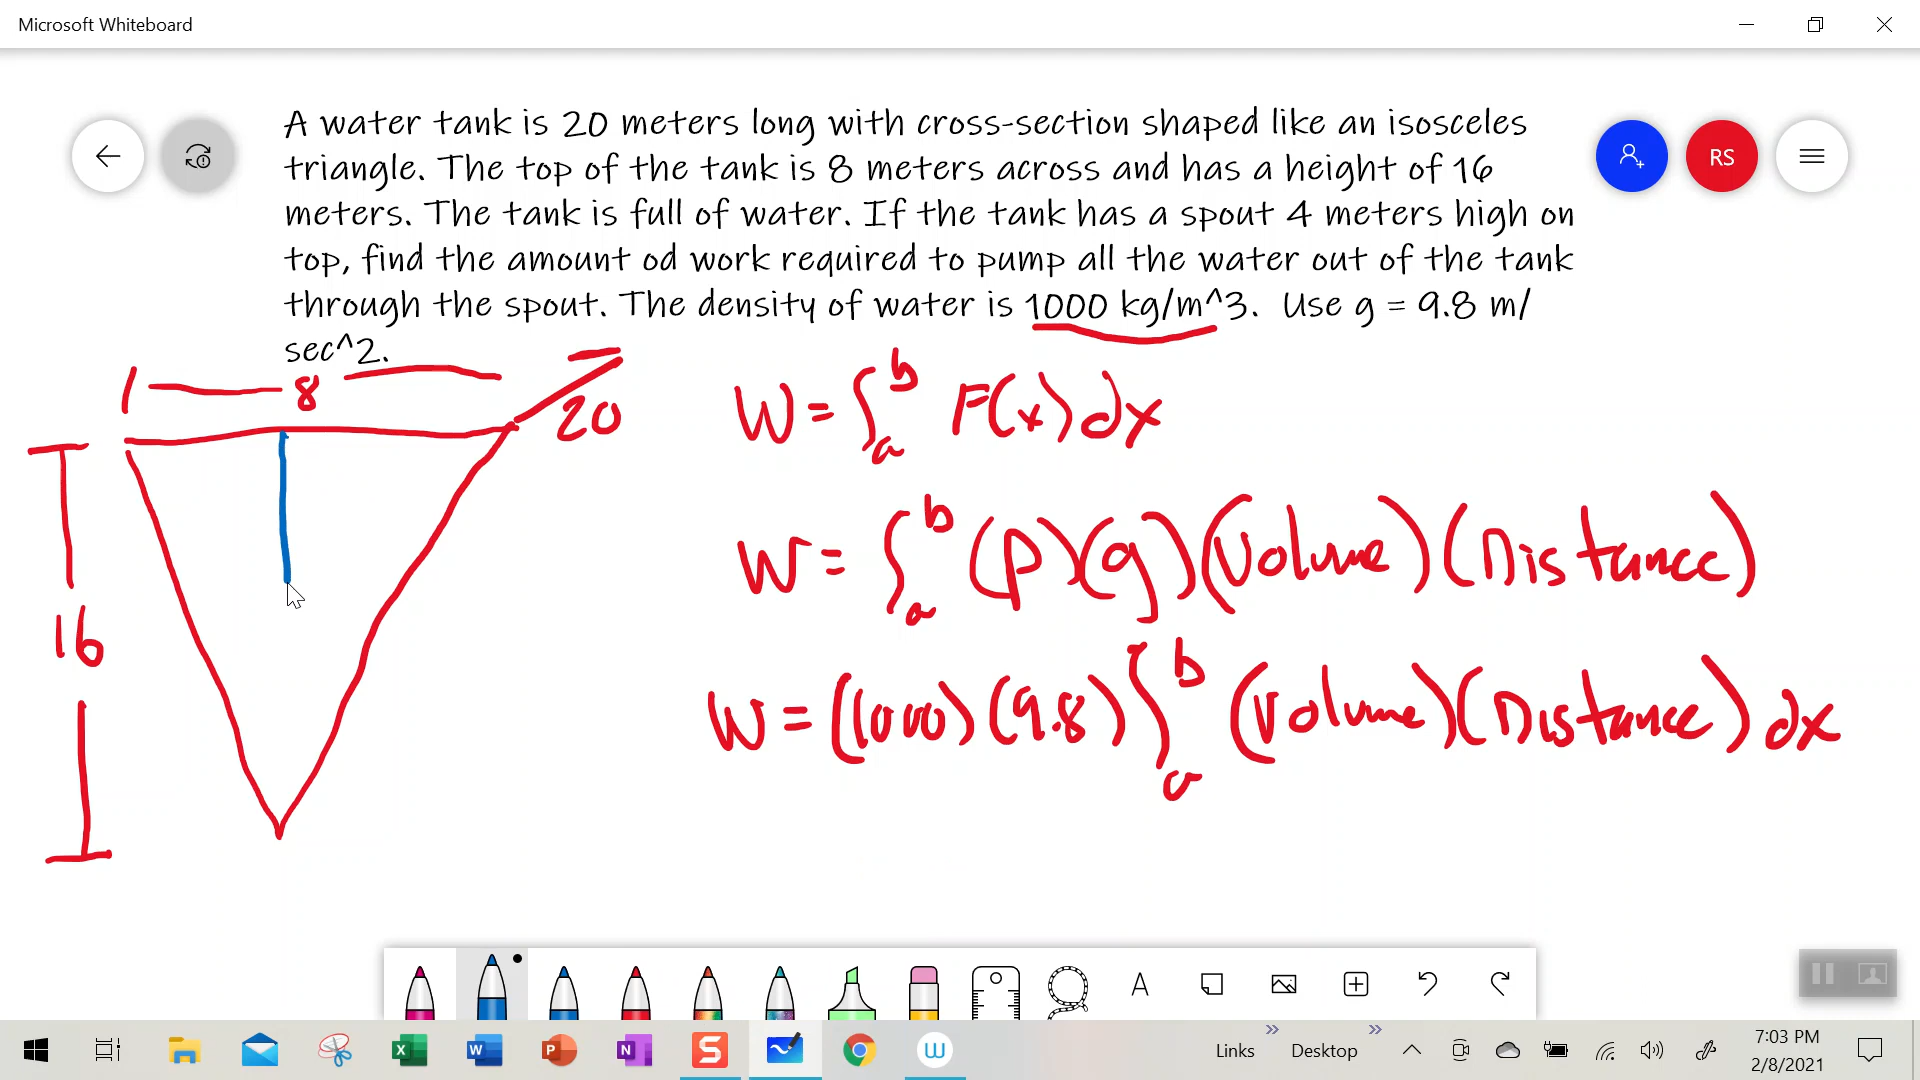 Microsoft Whiteboard
A water tank is 20 meters long with cross-section shaped like an isosceles
triangle. The top of the tank is 8 meters across and has a height of 16
meters. The tank is full of water. If the tank has a spout 4 meters high on
top, find the amount od work required to pump all the water out of the tank
through the spout. The density of water is 1000 kg/m^3. Use g = 9.8 m/
sec^2.
RS
8
20
16
W = ∫_a^b F(x)dx
W = ∫_a^b (ρ)(g)(Volume)(Distance)
W = (1000)(9.8) ∫_a^b (Volume)(Distance)dx
Links
Desktop
7:03 PM
2/8/2021